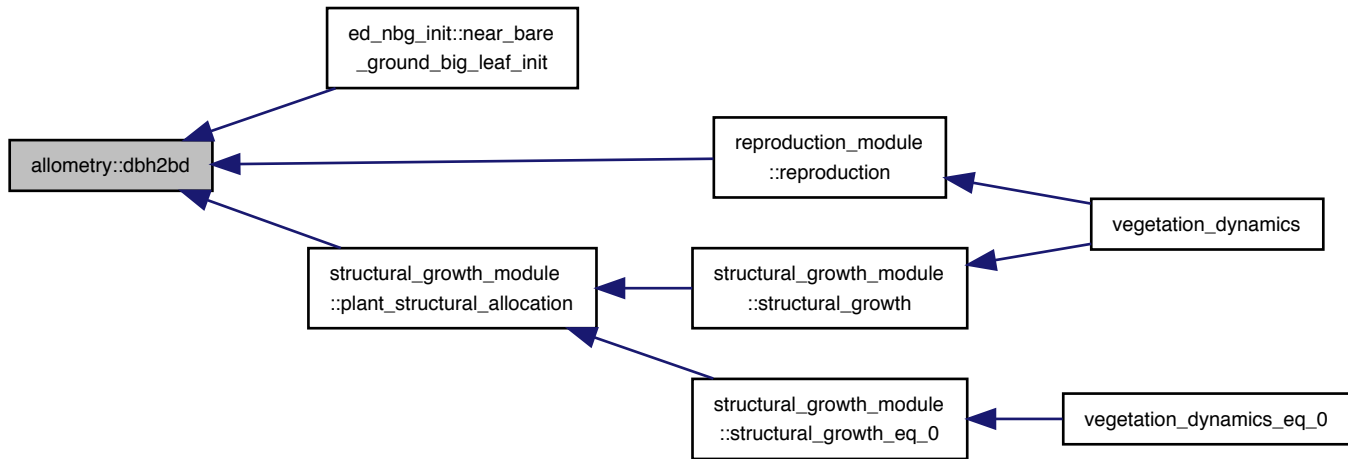 ed_nbg_init::near_bare
_ground_big_leaf_init
allometry::dbh2bd
reproduction_module
::reproduction
vegetation_dynamics
structural_growth_module
::plant_structural_allocation
structural_growth_module
::structural_growth
structural_growth_module
::structural_growth_eq_0
vegetation_dynamics_eq_0